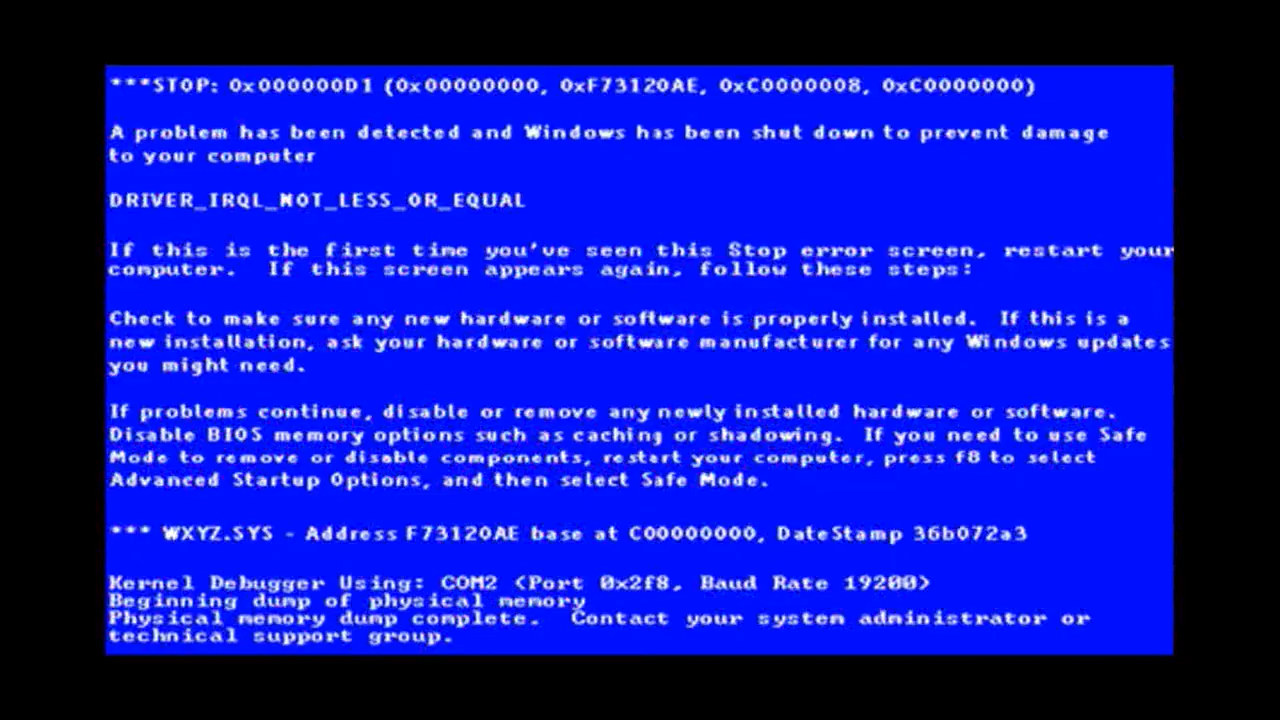 ***STOP: 0x000000D1 (0x00000000, 0xF73120AE, 0xC0000008, 0xC0000000)
A problem has been detected and Windows has been shut down to prevent damage
to your computer
DRIVER_IRQL_NOT_LESS_OR_EQUAL
If this is the first time you've seen this Stop error screen, restart your
computer. If this screen appears again, follow these steps:
Check to make sure any new hardware or software is properly installed. If this is a
new installation, ask your hardware or software manufacturer for any Windows updates
you might need.
If problems continue, disable or remove any newly installed hardware or software.
Disable BIOS memory options such as caching or shadowing. If you need to use Safe
Mode to remove or disable components, restart your computer, press f8 to select
Advanced Startup Options, and then select Safe Mode.
*** WXYZ.SYS - Address F73120AE base at C00000000, DateStamp 36b072a3
Kernel Debugger Using: COM2 (Port 0x2f8, Baud Rate 19200)
Beginning dump of physical memory
Physical memory dump complete. Contact your system administrator or
technical support group.